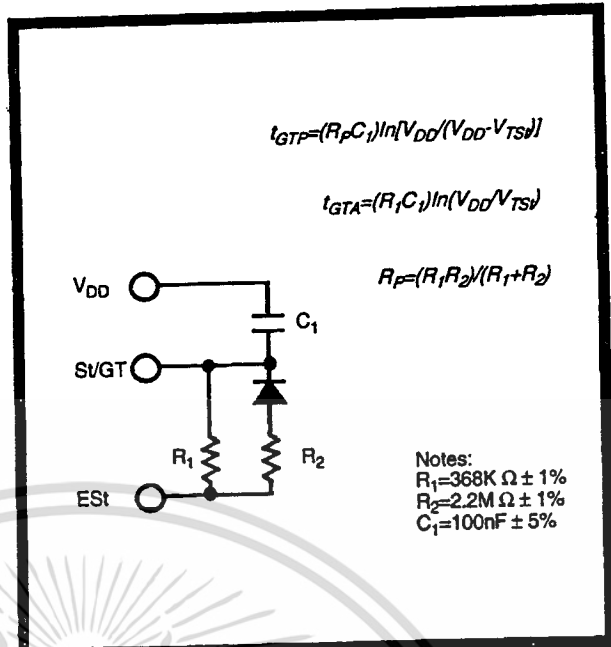 t_GTP=(R_PC_1)ln[V_DD/(V_DD-V_TSt)]
t_GTA=(R_1C_1)ln(V_DD/V_TSt)
R_P=(R_1R_2)/(R_1+R_2)
V_DD
C_1
St/GT
R_1
R_2
ESt
Notes:
R_1=368K Ω ± 1%
R_2=2.2M Ω ± 1%
C_1=100nF ± 5%